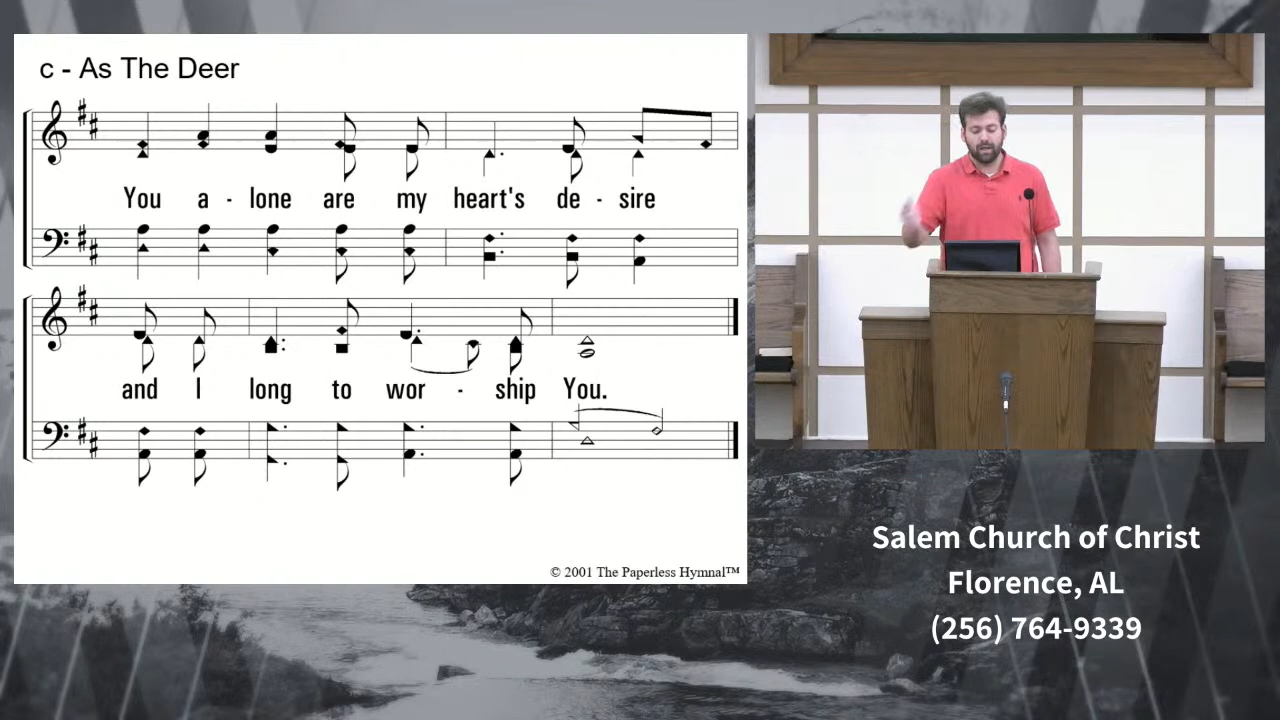 c - As The Deer
You a - lone are my heart's de - sire
and I long to wor - ship You.
© 2001 The Paperless Hymnal™
Salem Church of Christ
Florence, AL
(256) 764-9339